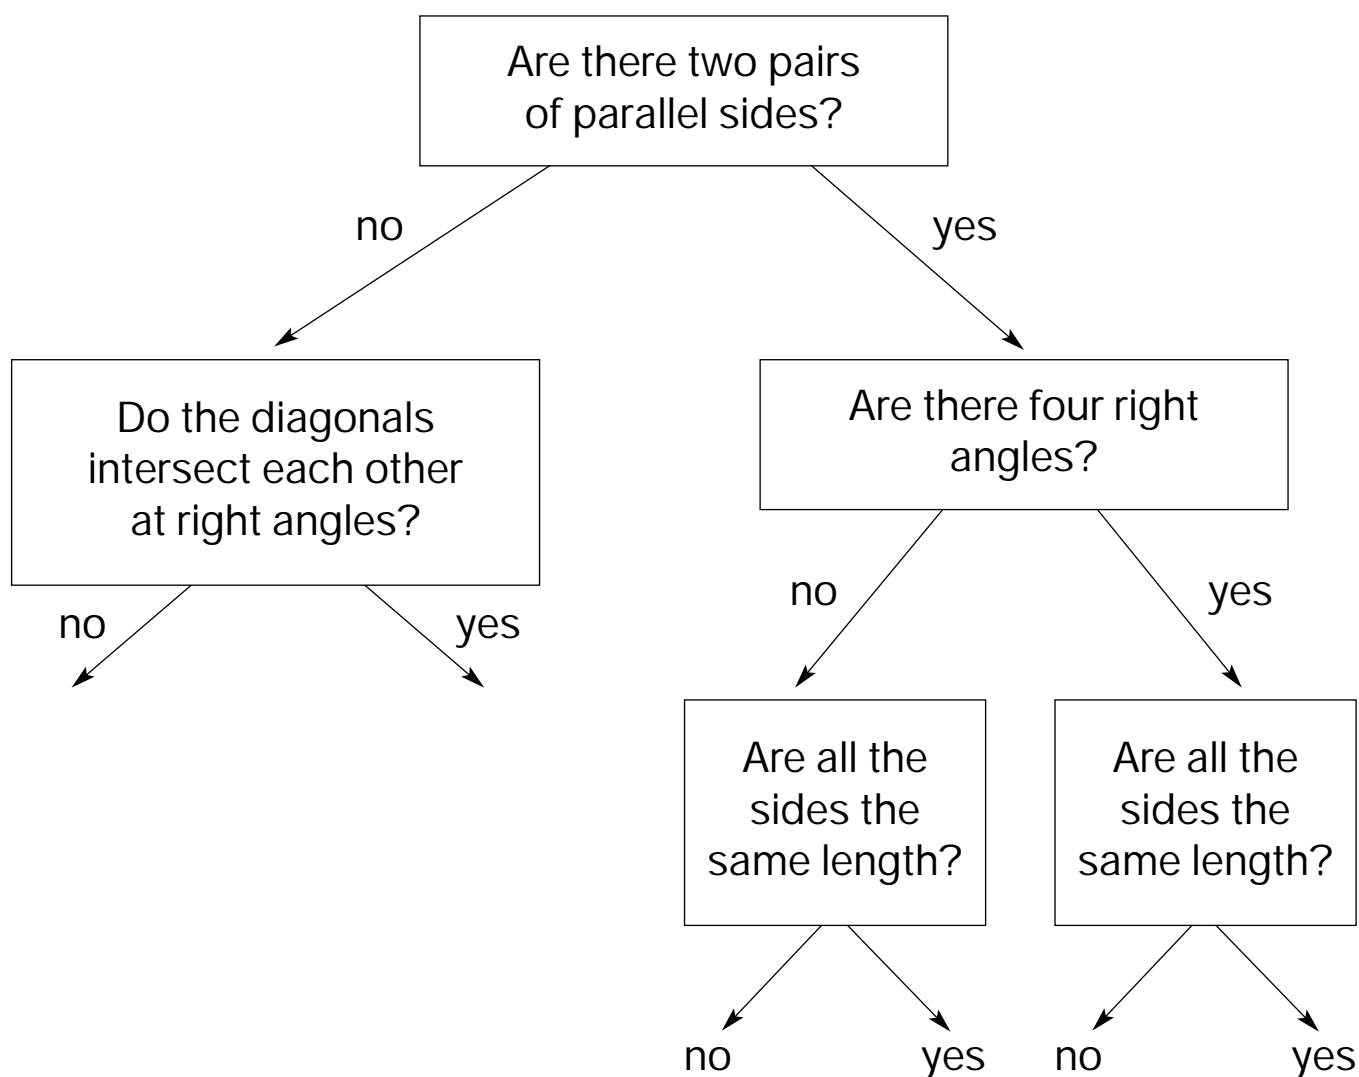 Are there two pairs
of parallel sides?
no
yes
Do the diagonals
intersect each other
at right angles?
Are there four right
angles?
no
yes
no
yes
Are all the
sides the
same length?
Are all the
sides the
same length?
no
yes
no
yes